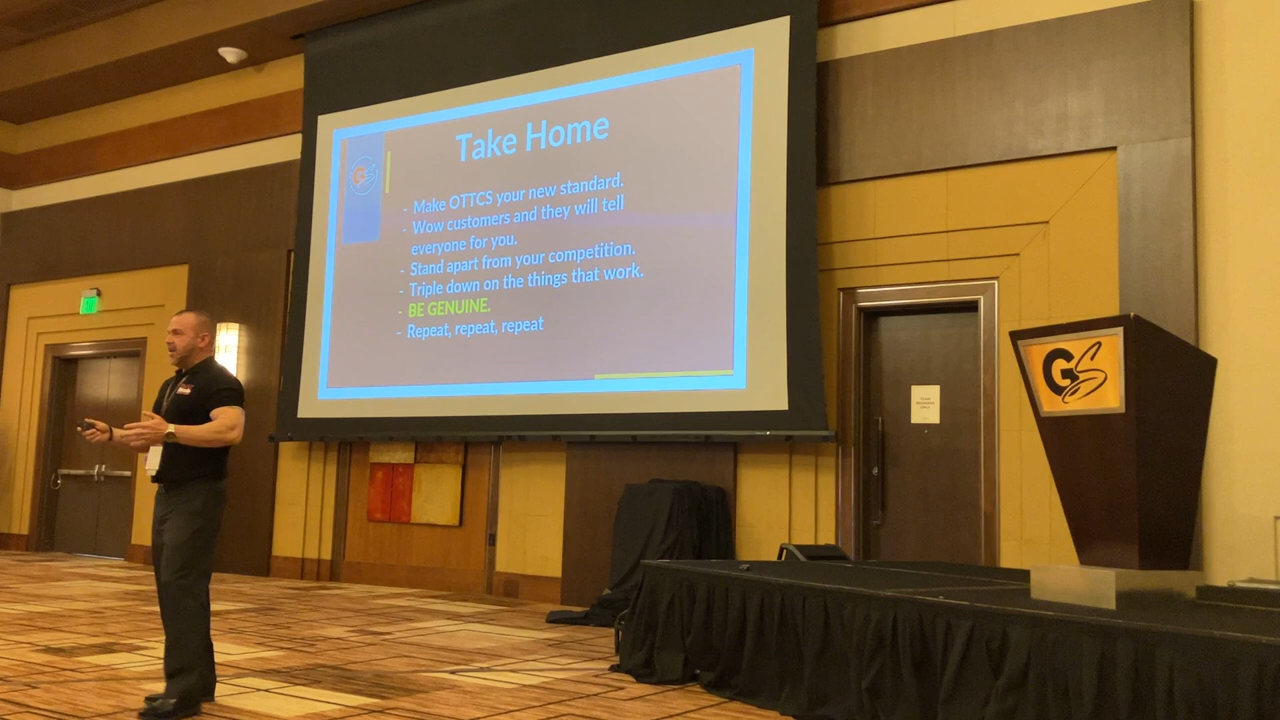 Take Home
GS
- Make OTTCS your new standard.
- Wow customers and they will tell
everyone for you.
- Stand apart from your competition.
- Triple down on the things that work.
- BE GENUINE.
- Repeat, repeat, repeat
GS